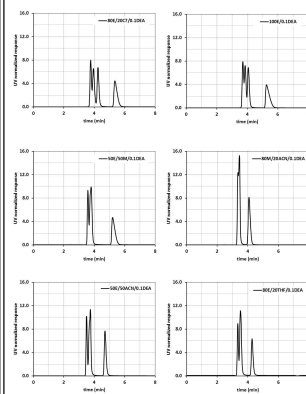 80E/20C7/0.1DEA
UV normalized response
16.0
12.0
8.0
4.0
0.0
0 2 4 6 8
time (min)
100E/0.1DEA
UV normalized response
16.0
12.0
8.0
4.0
0.0
0 2 4 6
time (min)
50E/50M/0.1DEA
UV normalized response
16.0
12.0
8.0
4.0
0.0
0 2 4 6 8
time (min)
80M/20ACN/0.1DEA
UV normalized response
16.0
12.0
8.0
4.0
0.0
0 2 4 6
time (min)
50E/50ACN/0.1DEA
UV normalized response
16.0
12.0
8.0
4.0
0.0
0 2 4 6 8
time (min)
80E/20THF/0.1DEA
UV normalized response
16.0
12.0
8.0
4.0
0.0
0 2 4 6
time (min)